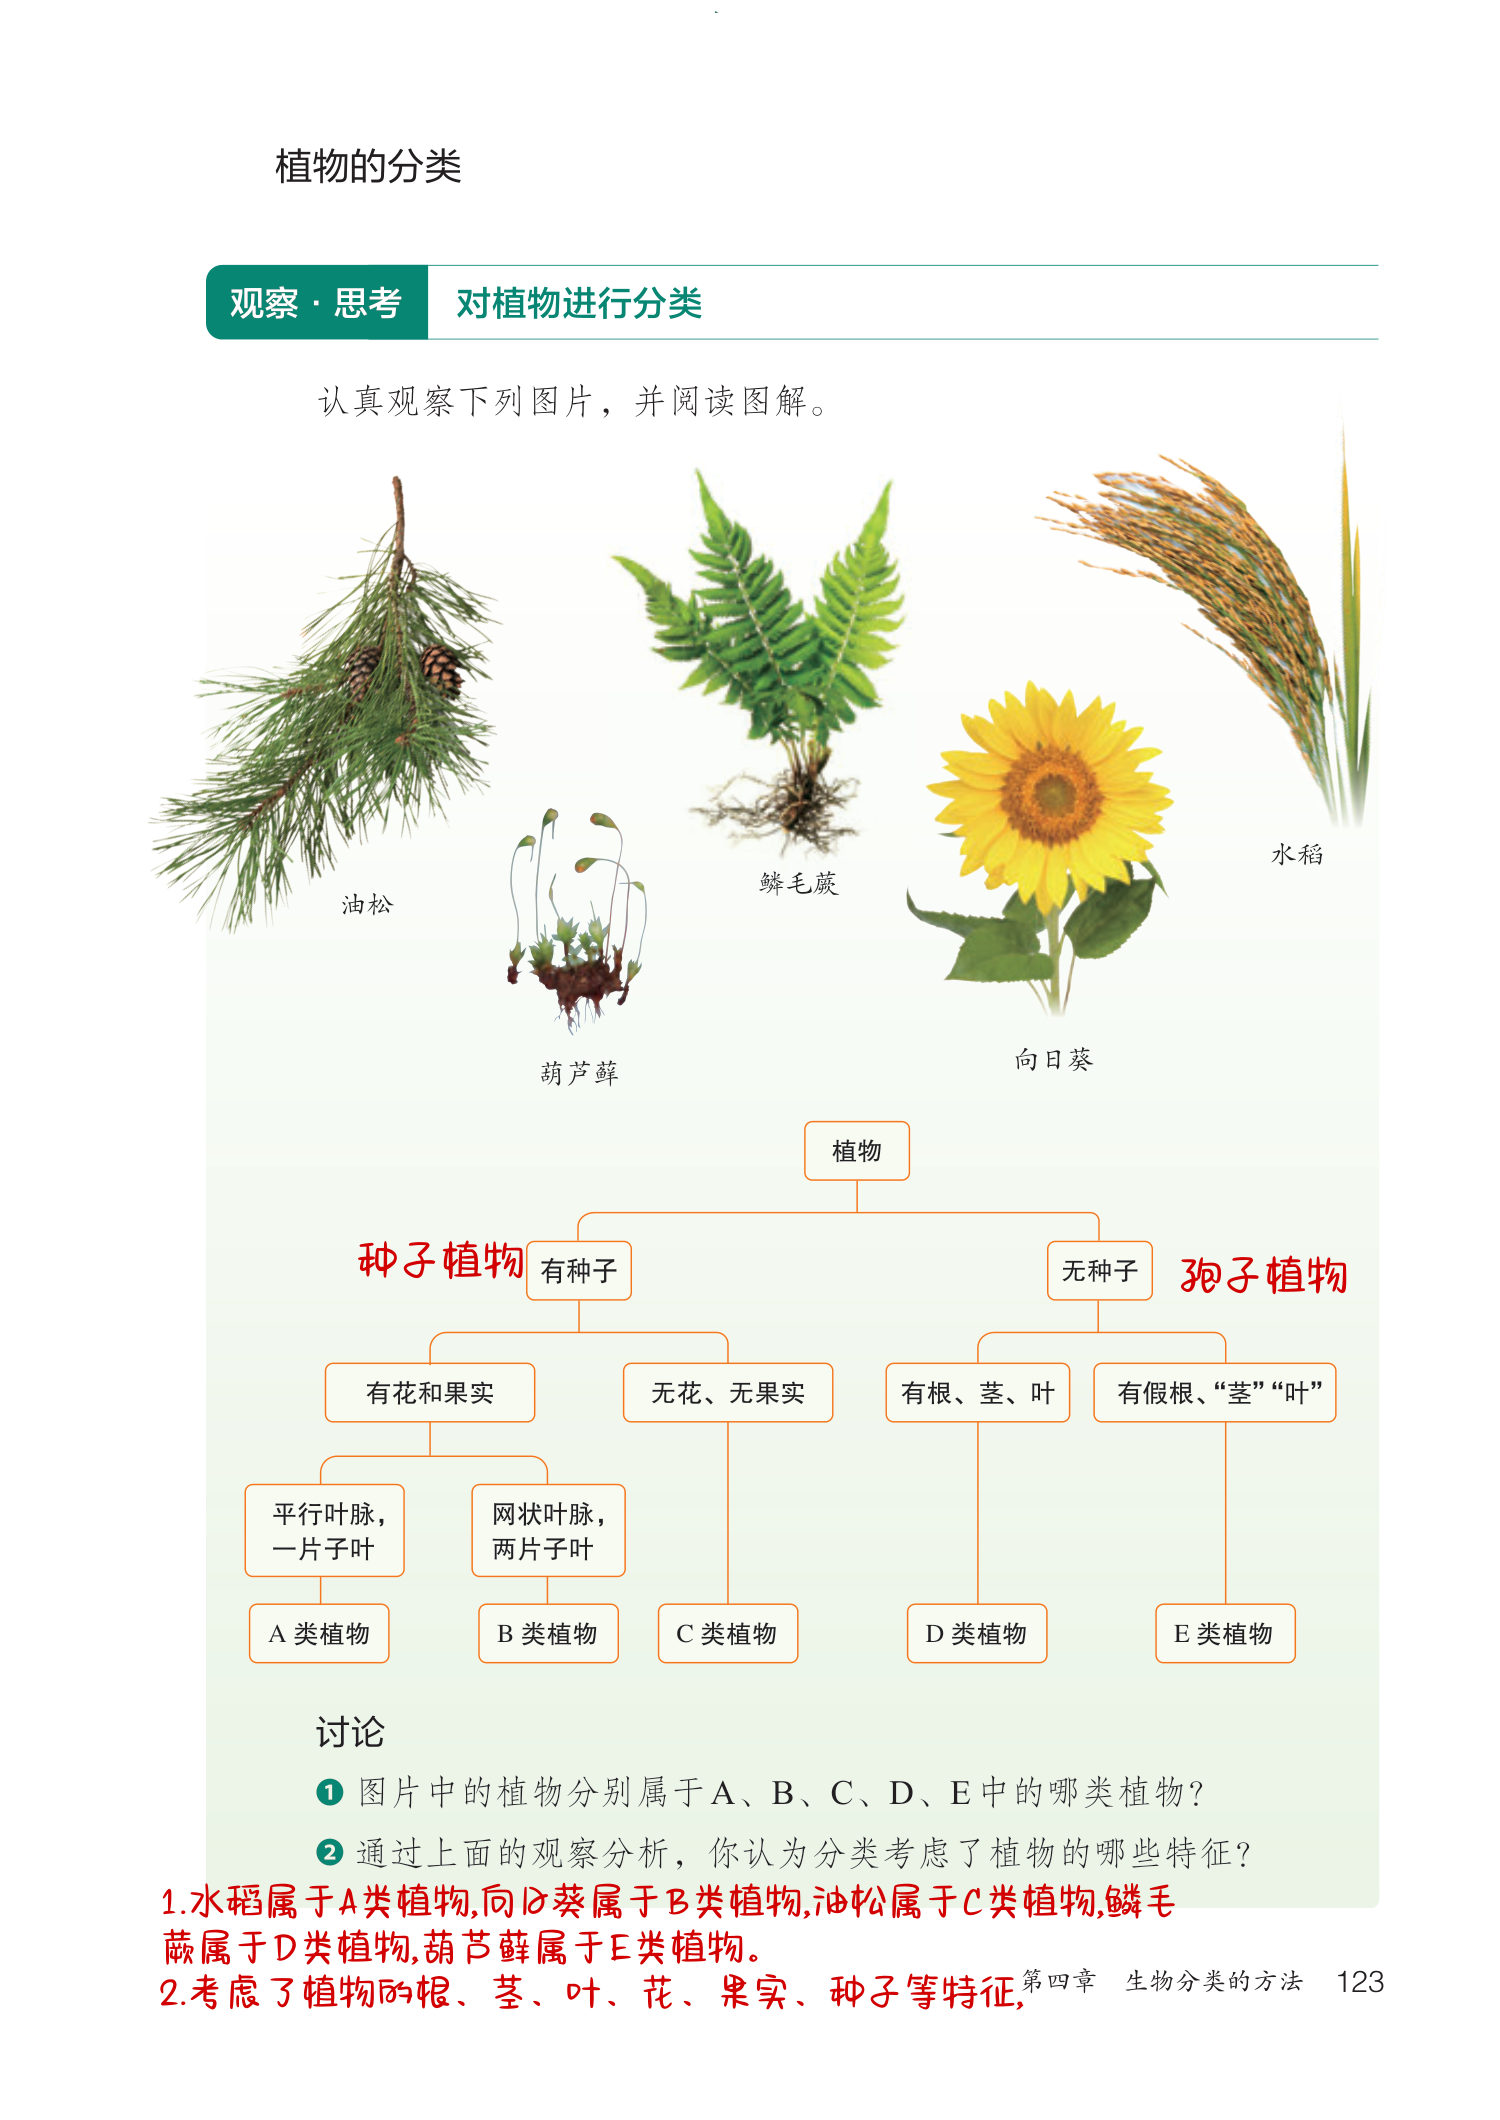 植物的分类
观察·思考 对植物进行分类
认真观察下列图片，并阅读图解。
油松
葫芦藓
鳞毛蕨
向日葵
水稻
植物
种子植物 有种子
无种子 孢子植物
有花和果实
无花、无果实
有根、茎、叶
有假根、“茎”“叶”
平行叶脉，
一片子叶
网状叶脉，
两片子叶
A 类植物
B 类植物
C 类植物
D 类植物
E 类植物
讨论
1 图片中的植物分别属于A、B、C、D、E中的哪类植物？
2 通过上面的观察分析，你认为分类考虑了植物的哪些特征？
1.水稻属于A类植物,向日葵属于B类植物,油松属于C类植物,鳞毛
蕨属于D类植物,葫芦藓属于E类植物。
2.考虑了植物的根、茎、叶、花、果实、种子等特征,
第四章 生物分类的方法 123